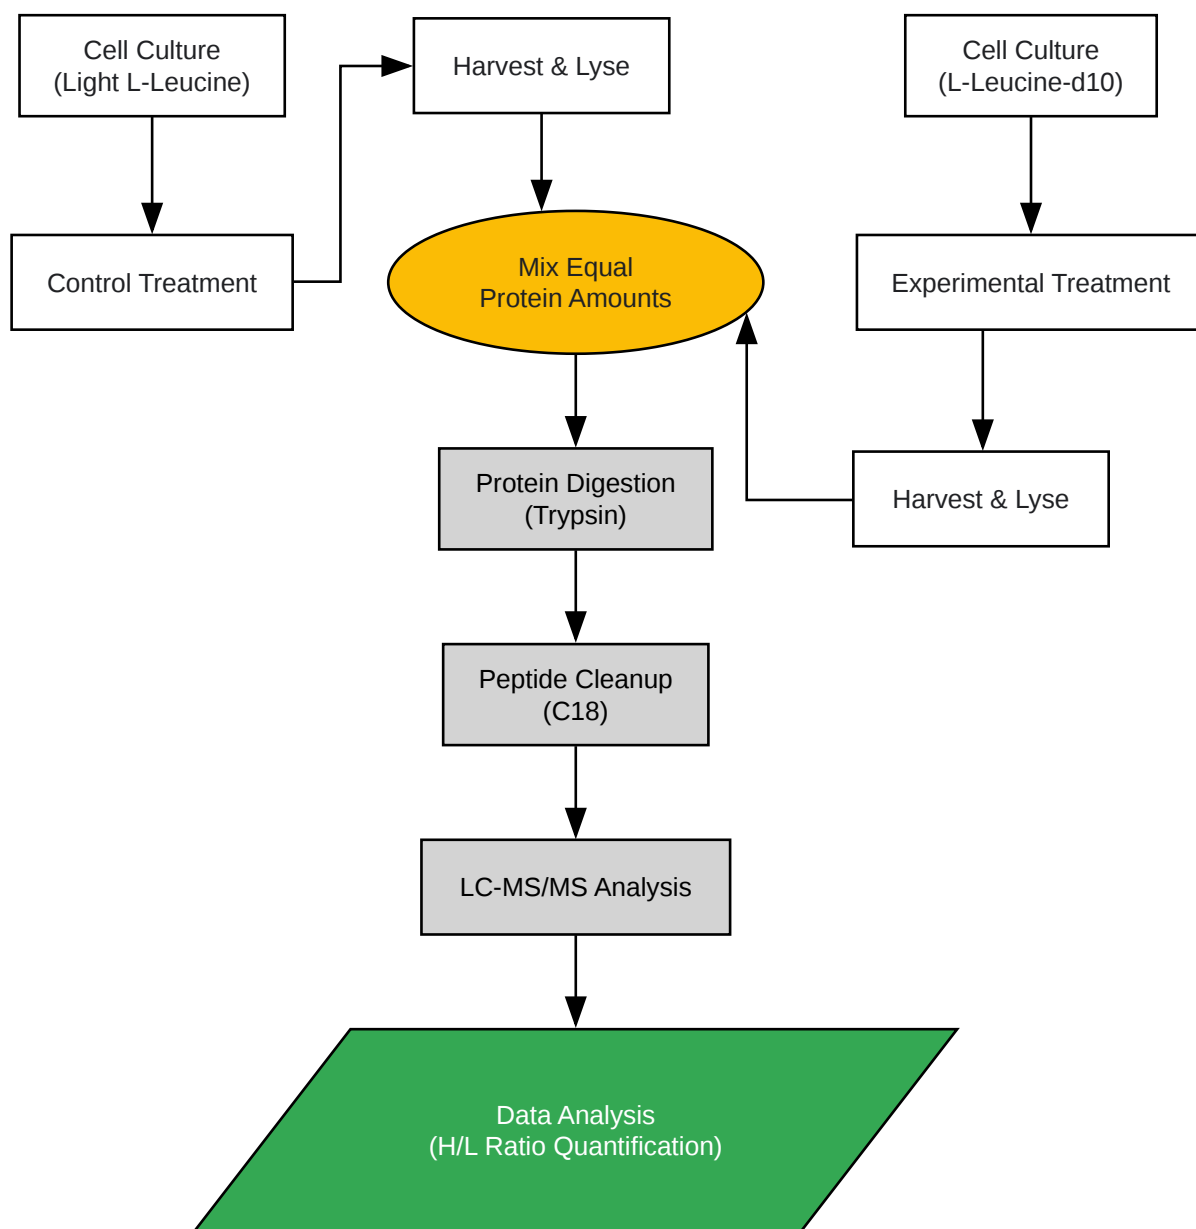 Cell Culture
(Light L-Leucine)
Harvest & Lyse
Cell Culture
(L-Leucine-d10)
Control Treatment
Mix Equal
Protein Amounts
Experimental Treatment
Protein Digestion
(Trypsin)
Harvest & Lyse
Peptide Cleanup
(C18)
LC-MS/MS Analysis
Data Analysis
(H/L Ratio Quantification)